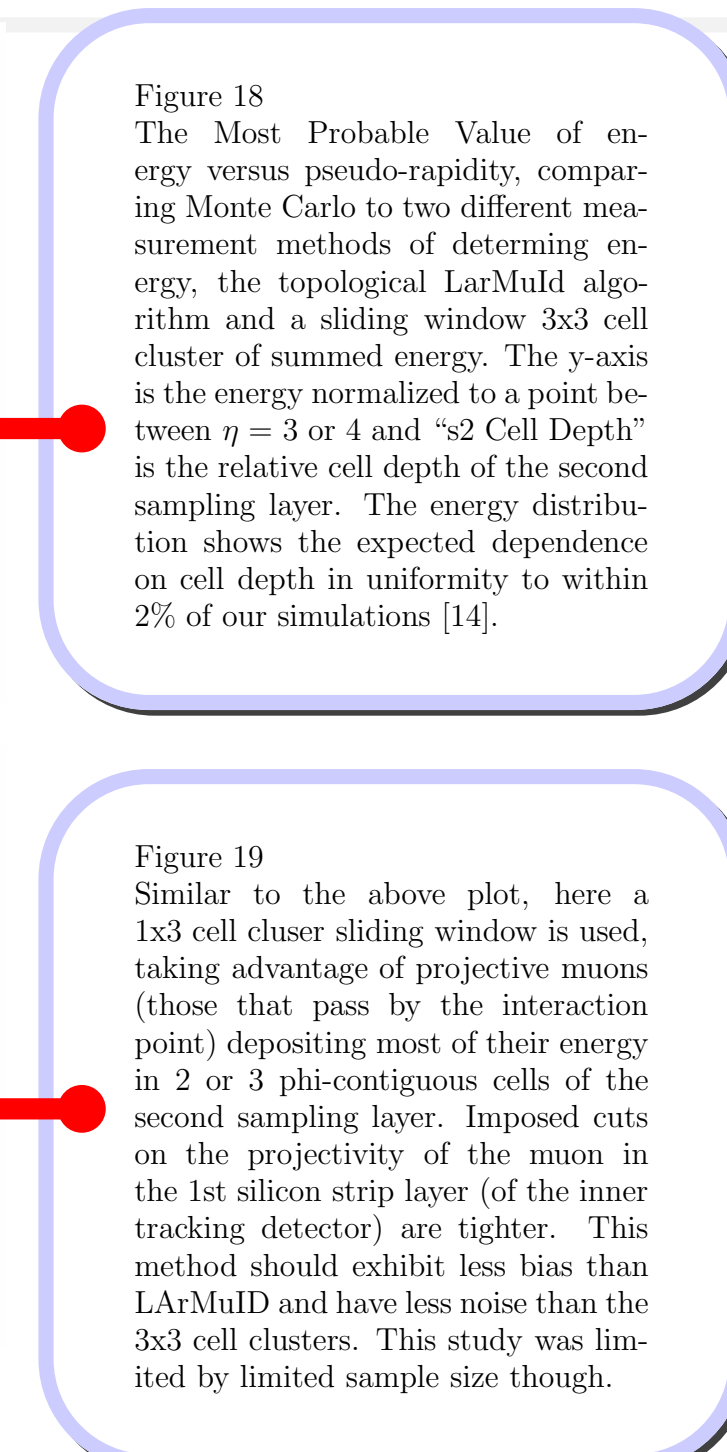 Figure 18
The Most Probable Value of en-
ergy versus pseudo-rapidity, compar-
ing Monte Carlo to two different mea-
surement methods of determing en-
ergy, the topological LarMuId algo-
rithm and a sliding window 3x3 cell
cluster of summed energy. The y-axis
is the energy normalized to a point be-
tween η = 3 or 4 and “s2 Cell Depth”
is the relative cell depth of the second
sampling layer. The energy distribu-
tion shows the expected dependence
on cell depth in uniformity to within
2% of our simulations [14].
Figure 19
Similar to the above plot, here a
1x3 cell cluser sliding window is used,
taking advantage of projective muons
(those that pass by the interaction
point) depositing most of their energy
in 2 or 3 phi-contiguous cells of the
second sampling layer. Imposed cuts
on the projectivity of the muon in
the 1st silicon strip layer (of the inner
tracking detector) are tighter. This
method should exhibit less bias than
LArMuID and have less noise than the
3x3 cell clusters. This study was lim-
ited by limited sample size though.